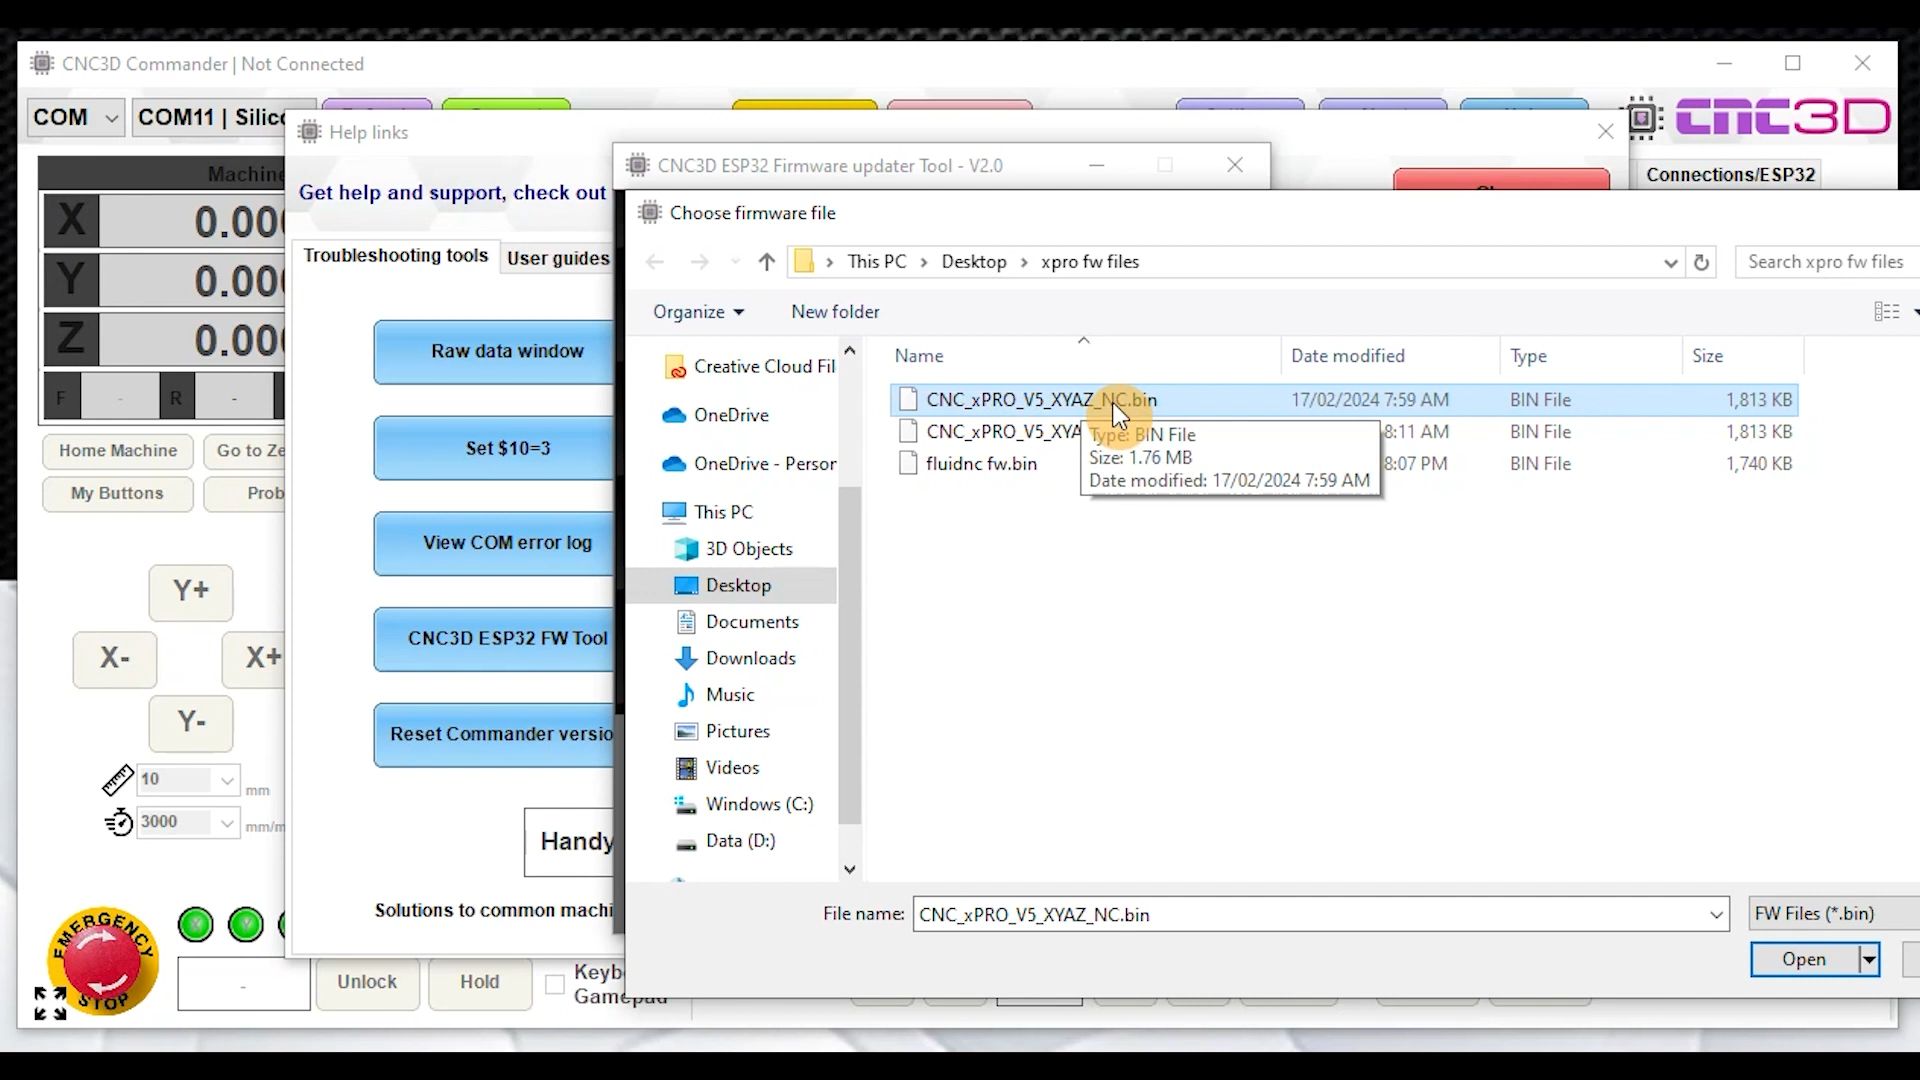 CNC3D Commander | Not Connected
COM
COM11 | Silic
CNC3D
Help links
CNC3D ESP32 Firmware updater Tool - V2.0
Connections/ESP32
Machine
Get help and support, check out
Choose firmware file
X
0.00
Troubleshooting tools
User guides
This PC
Desktop
xpro fw files
Search xpro fw files
Y
0.00
Organize
New folder
Z
0.00
Name
Date modified
Type
Size
Raw data window
Creative Cloud Fil
CNC_xPRO_V5_XYAZ_NC.bin
17/02/2024 7:59 AM
BIN File
1,813 KB
F
-
R
-
OneDrive
CNC_xPRO_V5_XYA
8:11 AM
BIN File
1,813 KB
Type: BIN File
Size: 1.76 MB
Date modified: 17/02/2024 7:59 AM
Home Machine
Go to Ze
Set $10=3
OneDrive - Person
fluidnc fw.bin
8:07 PM
BIN File
1,740 KB
My Buttons
Prob
This PC
View COM error log
3D Objects
Y+
Desktop
Documents
X-
X+
CNC3D ESP32 FW Tool
Downloads
Music
Y-
Reset Commander versio
Pictures
Videos
10
mm
Windows (C:)
3000
mm/m
Handy
Data (D:)
Solutions to common machi
File name:
CNC_xPRO_V5_XYAZ_NC.bin
FW Files (*.bin)
EMERGENCY
STOP
Open
-
Unlock
Hold
Keybo
Gamepad